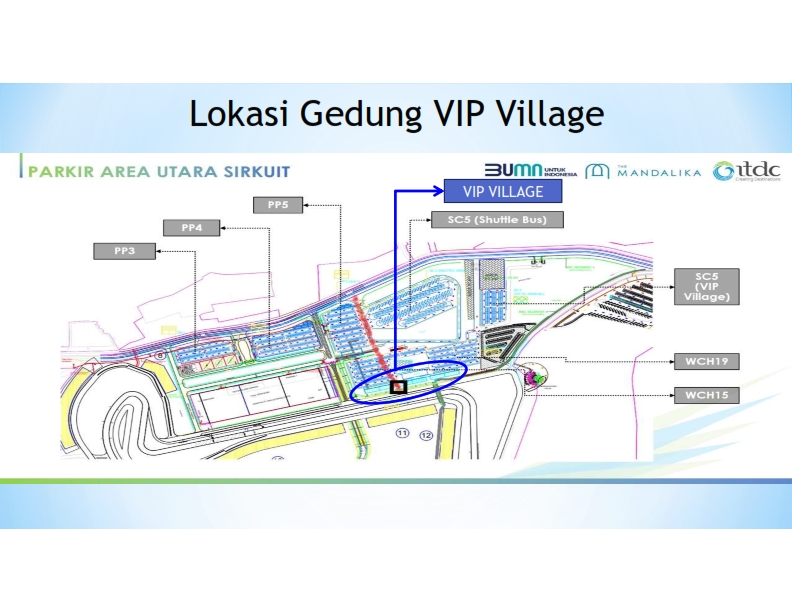 Lokasi Gedung VIP Village
PARKIR AREA UTARA SIRKUIT
BUMN UNTUK INDONESIA
THE MANDALIKA
itdc
Creating Destinations
VIP VILLAGE
PP5
SC5 (Shuttle Bus)
PP4
PP3
SC5
(VIP
Village)
WCH19
WCH15
11
12